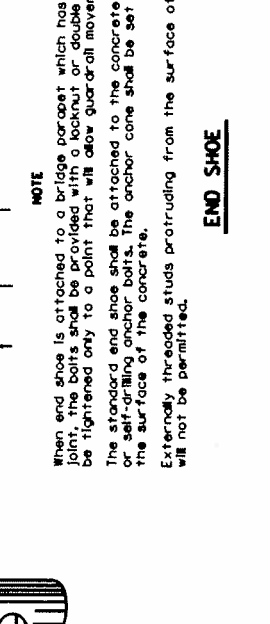 NOTE
When end shoe is attached to a bridge parapet which has
joint, the bolts shall be provided with a locknut or double
be tightened only to a point that will allow guardrail mover
The standard end shoe shall be attached to the concrete
or self-drilling anchor bolts. The anchor cone shall be set
the surface of the concrete.
Externally threaded studs protruding from the surface of
will not be permitted.
END SHOE